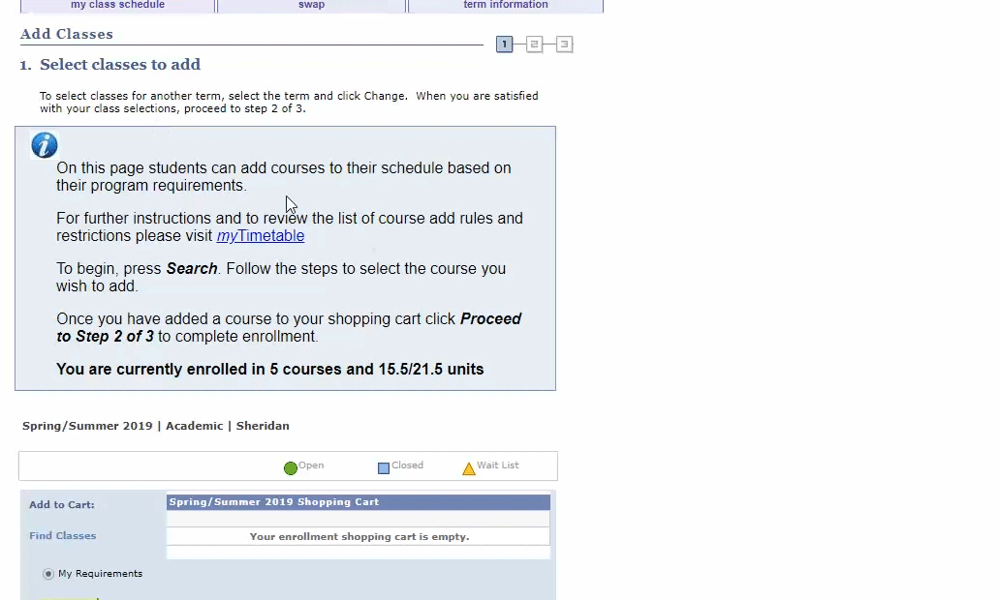 my class schedule swap term information
Add Classes
1 2 3
1. Select classes to add
To select classes for another term, select the term and click Change. When you are satisfied
with your class selections, proceed to step 2 of 3.
i
On this page students can add courses to their schedule based on
their program requirements.
For further instructions and to review the list of course add rules and
restrictions please visit myTimetable
To begin, press Search. Follow the steps to select the course you
wish to add.
Once you have added a course to your shopping cart click Proceed
to Step 2 of 3 to complete enrollment.
You are currently enrolled in 5 courses and 15.5/21.5 units
Spring/Summer 2019 | Academic | Sheridan
Open Closed Wait List
Add to Cart: Spring/Summer 2019 Shopping Cart
Find Classes Your enrollment shopping cart is empty.
My Requirements